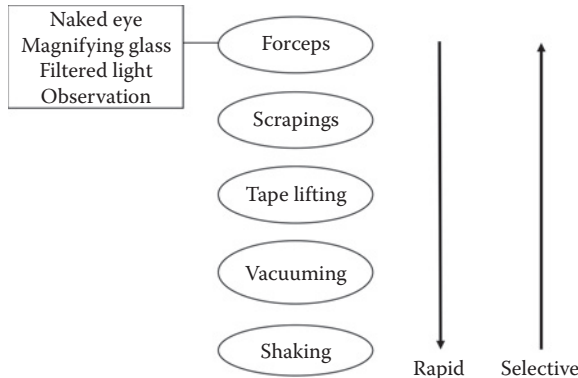 Naked eye
Magnifying glass
Filtered light
Observation
Forceps
Scrapings
Tape lifting
Vacuuming
Shaking
Rapid
Selective